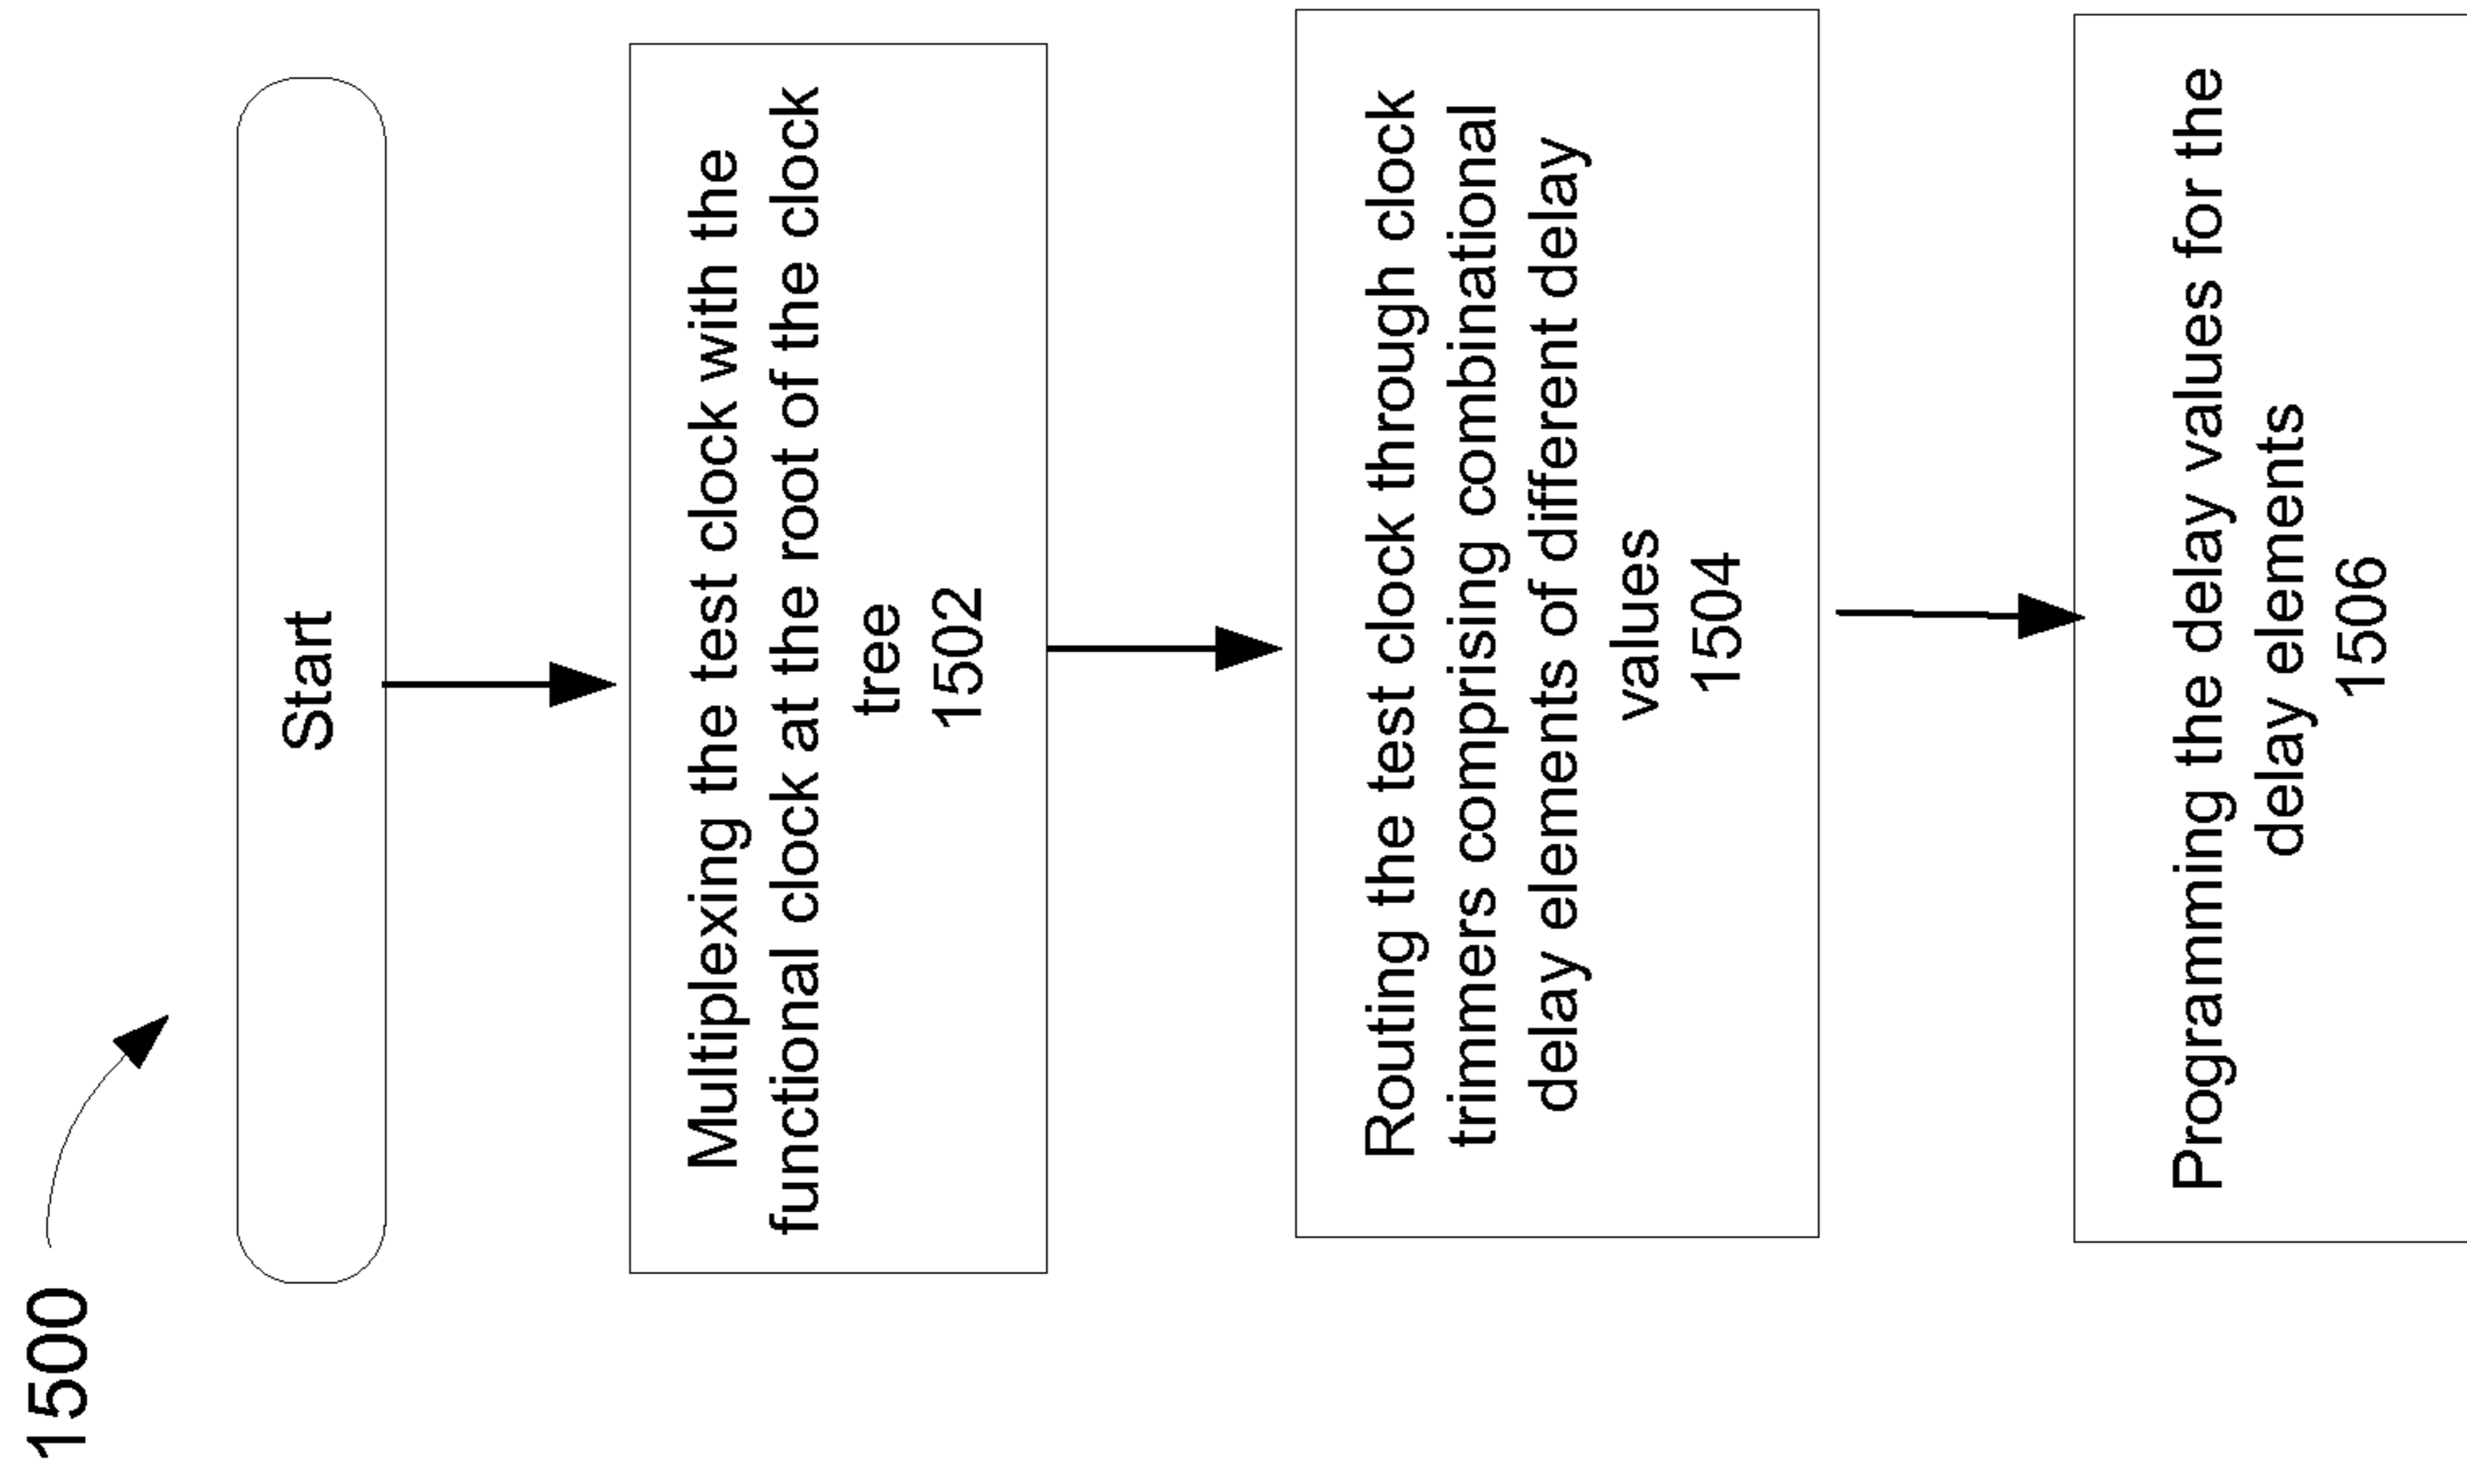 1500
Start
Multiplexing the test clock with the
functional clock at the root of the clock
tree
1502
Routing the test clock through clock
trimmers comprising combinational
delay elements of different delay
values
1504
Programming the delay values for the
delay elements
1506